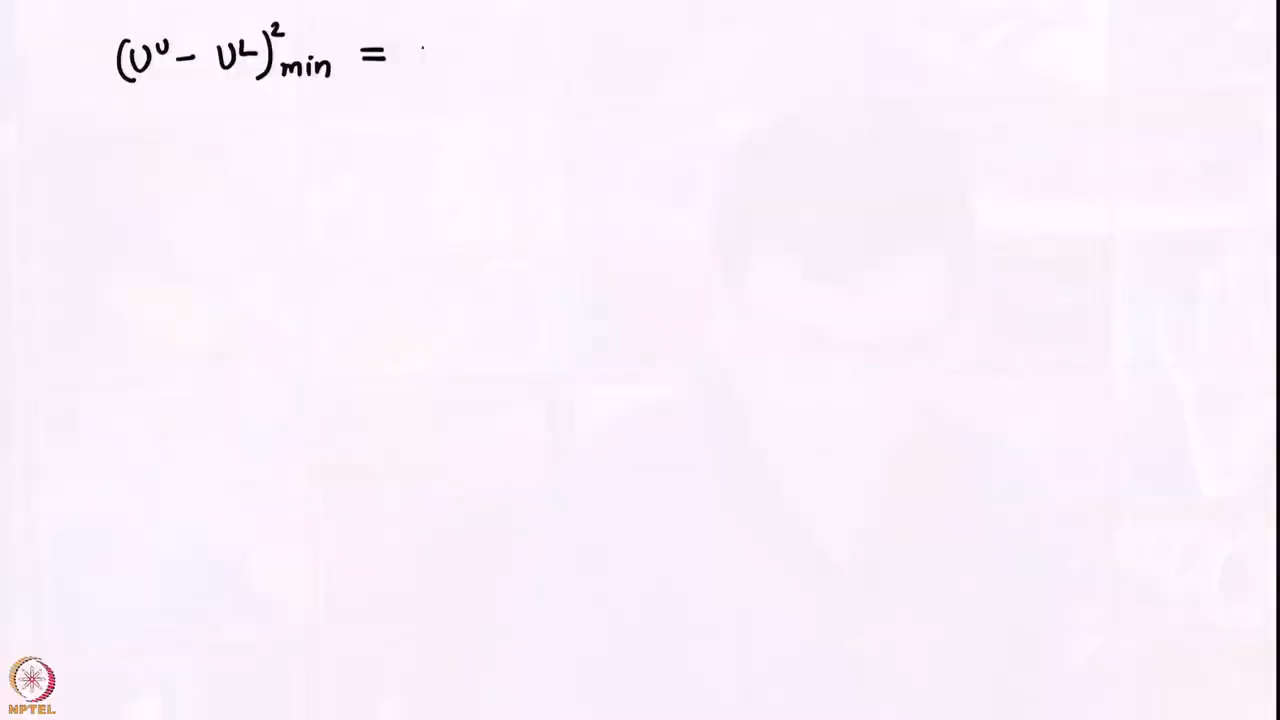 (U^U - U^L)^2_min =
NPTEL